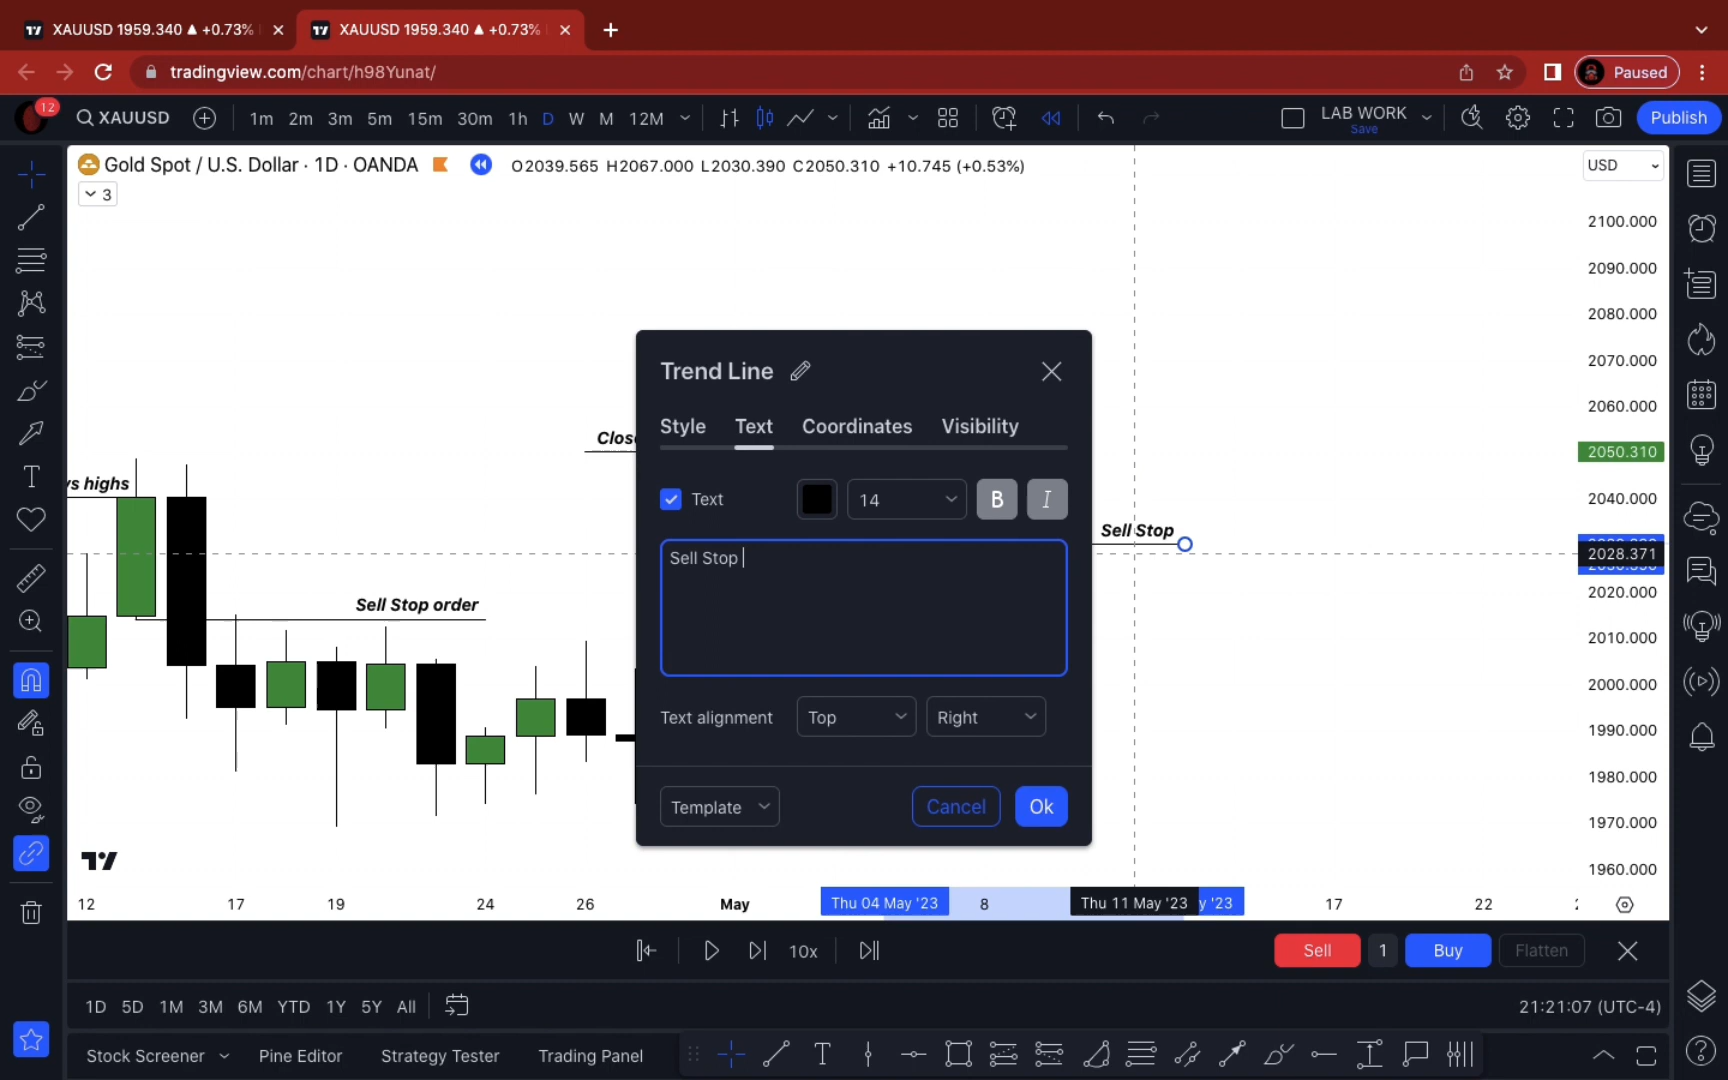 XAUUSD 1959.340 ▲ +0.73%
XAUUSD 1959.340 ▲ +0.73%
tradingview.com/chart/h98Yunat/
Paused
12
XAUUSD
1m 2m 3m 5m 15m 30m 1h D W M 12M
LAB WORK
Save
Publish
Gold Spot / U.S. Dollar · 1D · OANDA
O2039.565 H2067.000 L2030.390 C2050.310 +10.745 (+0.53%)
USD
3
2100.000
2090.000
2080.000
2070.000
2060.000
2050.310
2040.000
2028.371
2020.000
2010.000
2000.000
1990.000
1980.000
1970.000
1960.000
Sell Stop order
Sell Stop
Trend Line
Style Text Coordinates Visibility
Text
14
B
I
Sell Stop
Text alignment
Top
Right
Template
Cancel
Ok
12 17 19 24 26 May Thu 04 May '23 8 Thu 11 May '23 17 22
10x
Sell
1
Buy
Flatten
1D 5D 1M 3M 6M YTD 1Y 5Y All
21:21:07 (UTC-4)
Stock Screener
Pine Editor
Strategy Tester
Trading Panel